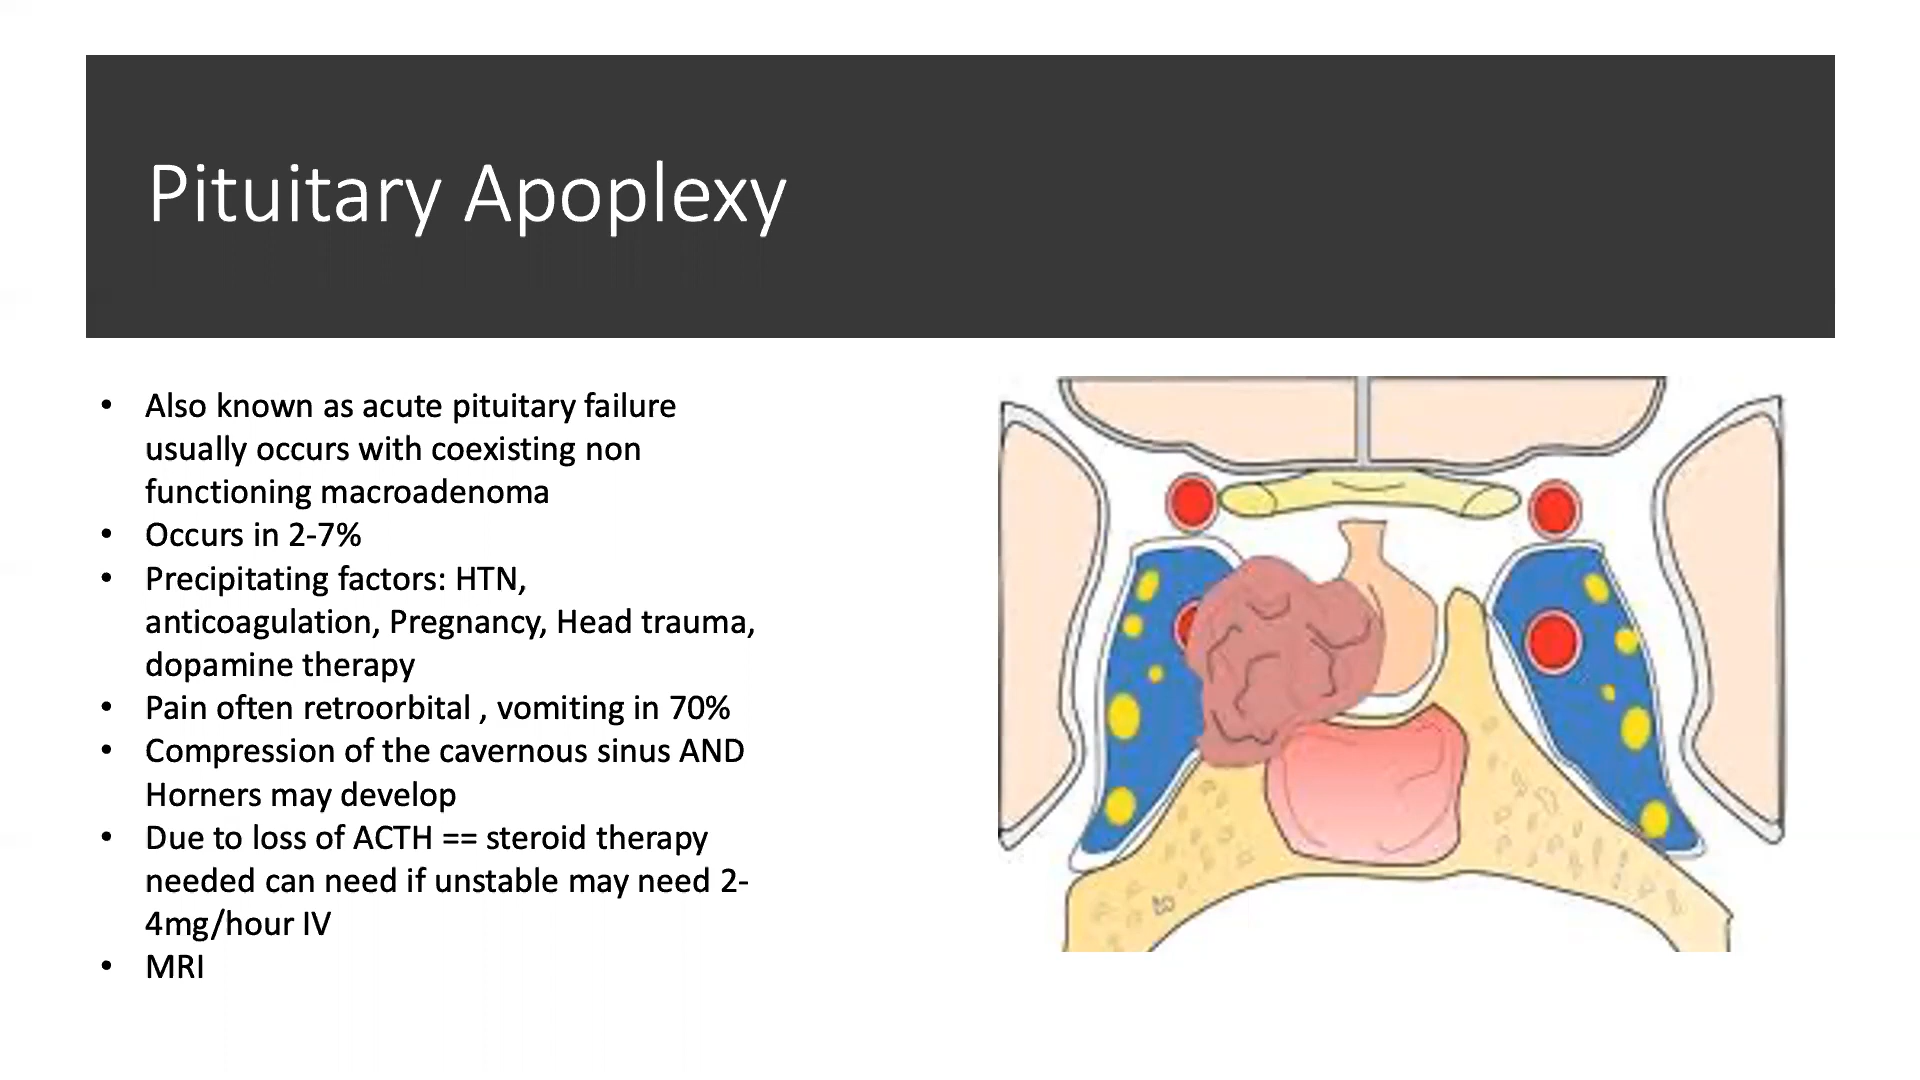 Pituitary Apoplexy
• Also known as acute pituitary failure
usually occurs with coexisting non
functioning macroadenoma
• Occurs in 2-7%
• Precipitating factors: HTN,
anticoagulation, Pregnancy, Head trauma,
dopamine therapy
• Pain often retroorbital , vomiting in 70%
• Compression of the cavernous sinus AND
Horners may develop
• Due to loss of ACTH == steroid therapy
needed can need if unstable may need 2-
4mg/hour IV
• MRI